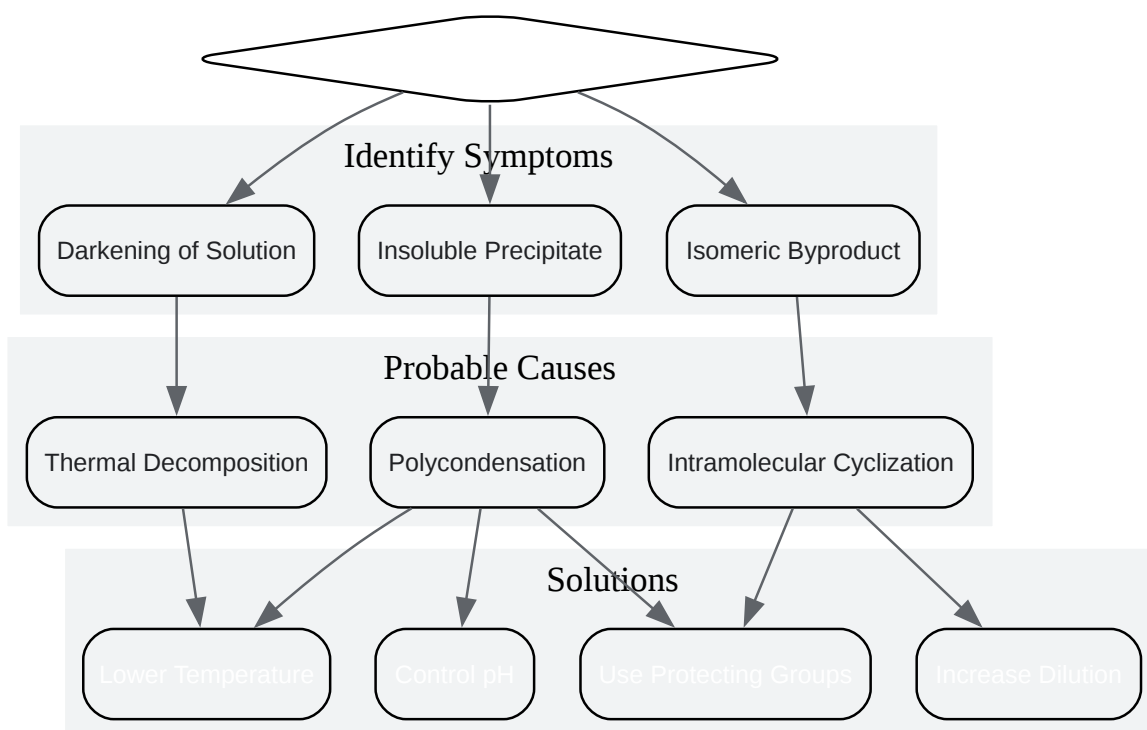 Identify Symptoms
Darkening of Solution
Insoluble Precipitate
Isomeric Byproduct
Probable Causes
Thermal Decomposition
Polycondensation
Intramolecular Cyclization
Solutions
Lower Temperature
Control pH
Use Protecting Groups
Increase Dilution